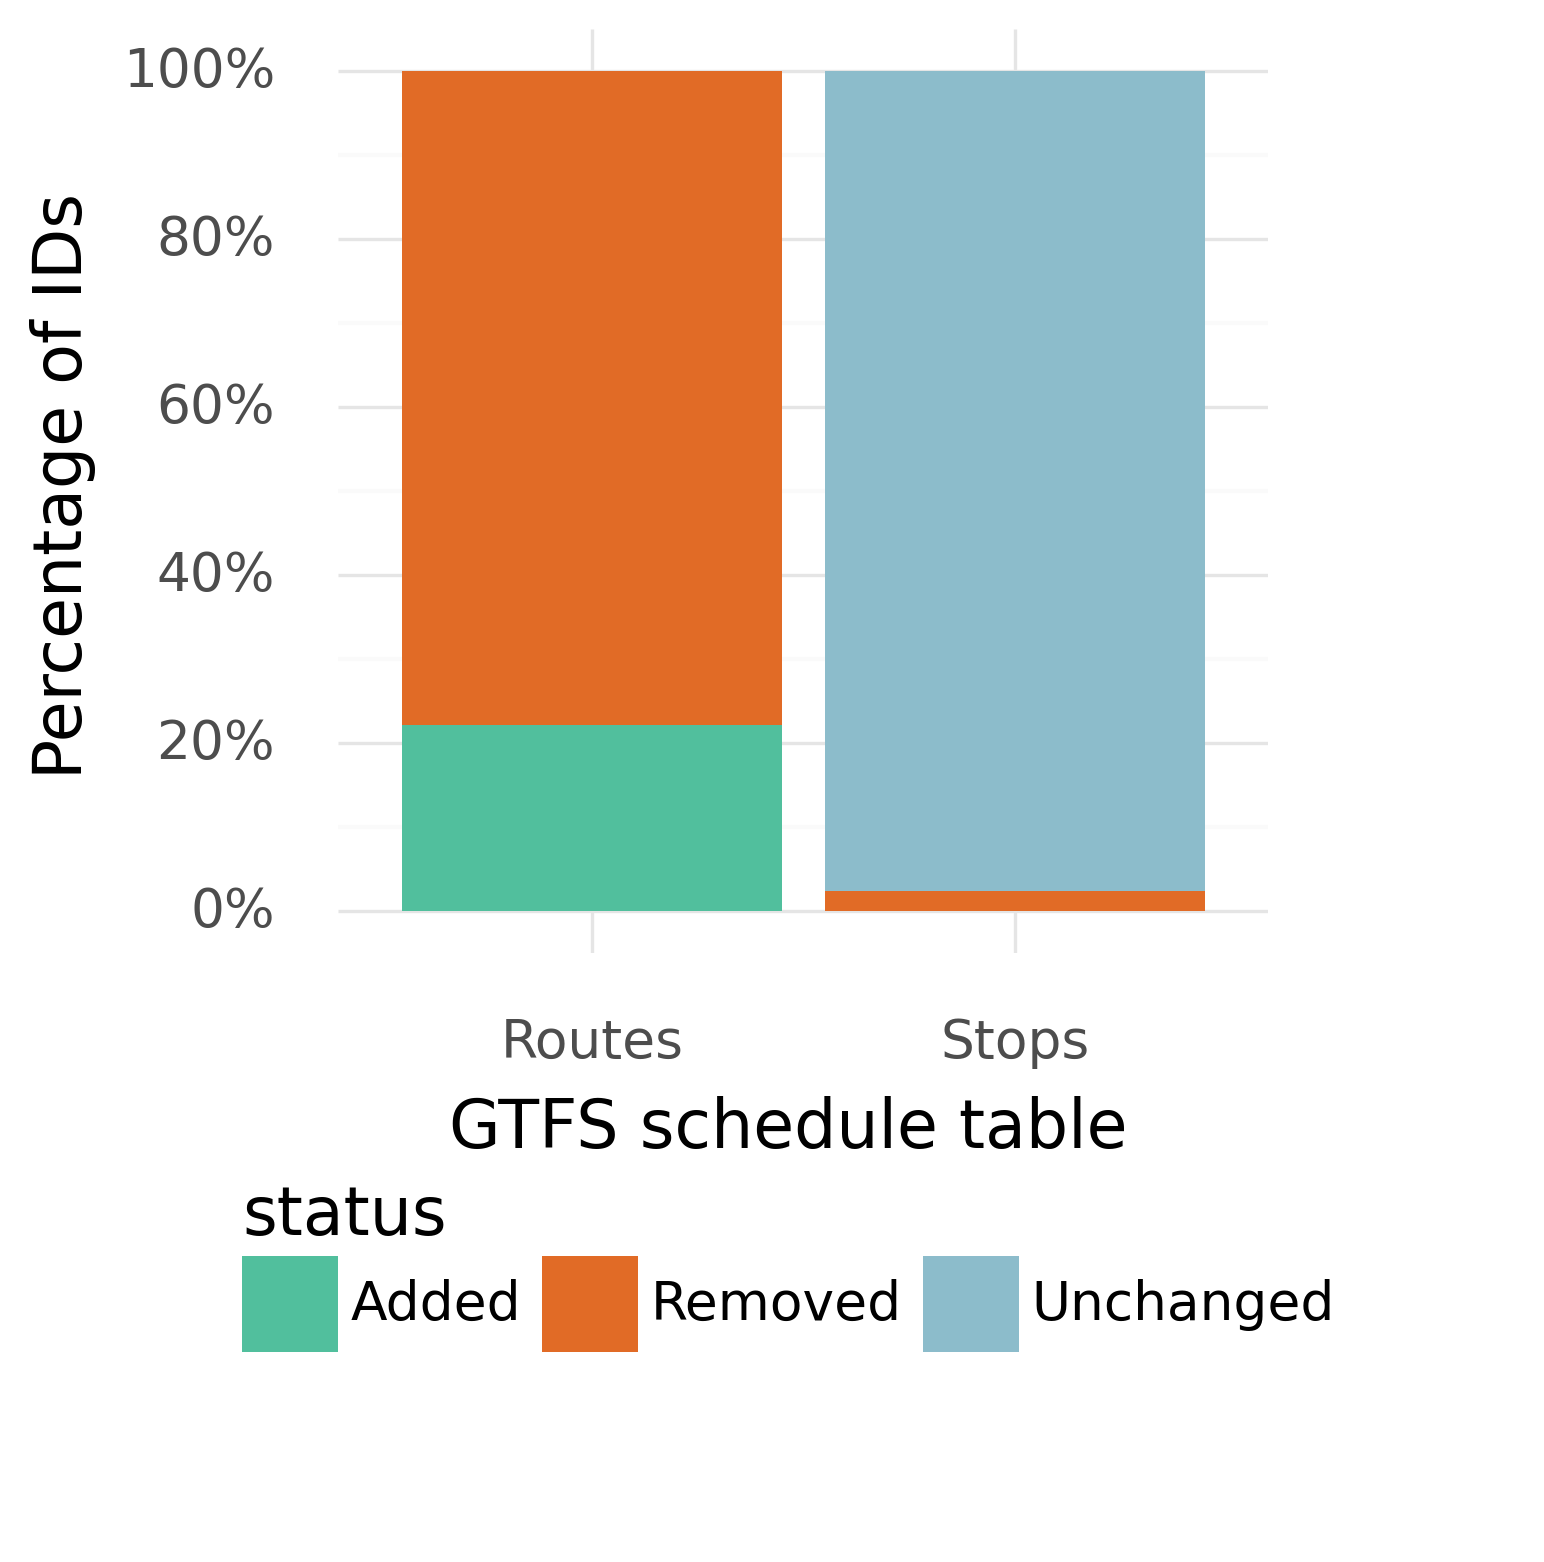 100%
80%
60%
40%
20%
0%
Percentage of IDs
Routes
Stops
GTFS schedule table
status
Added
Removed
Unchanged